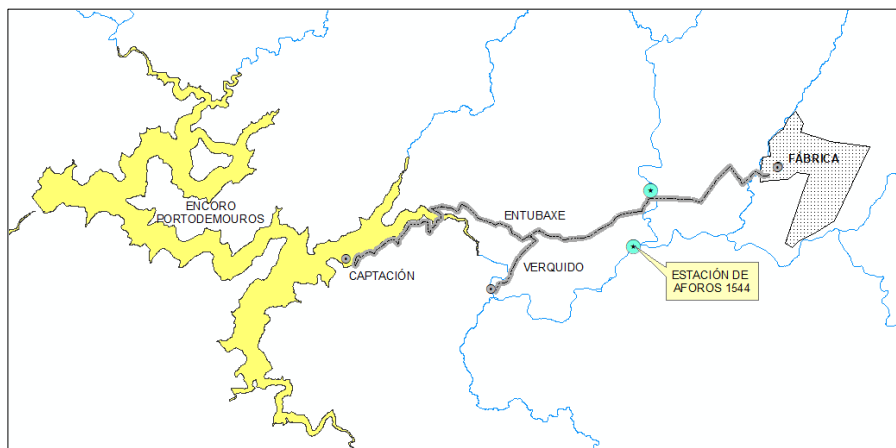 FÁBRICA
ENCORO
PORTODEMOUROS
ENTUBAXE
CAPTACIÓN
VERQUIDO
ESTACIÓN DE
AFOROS 1544